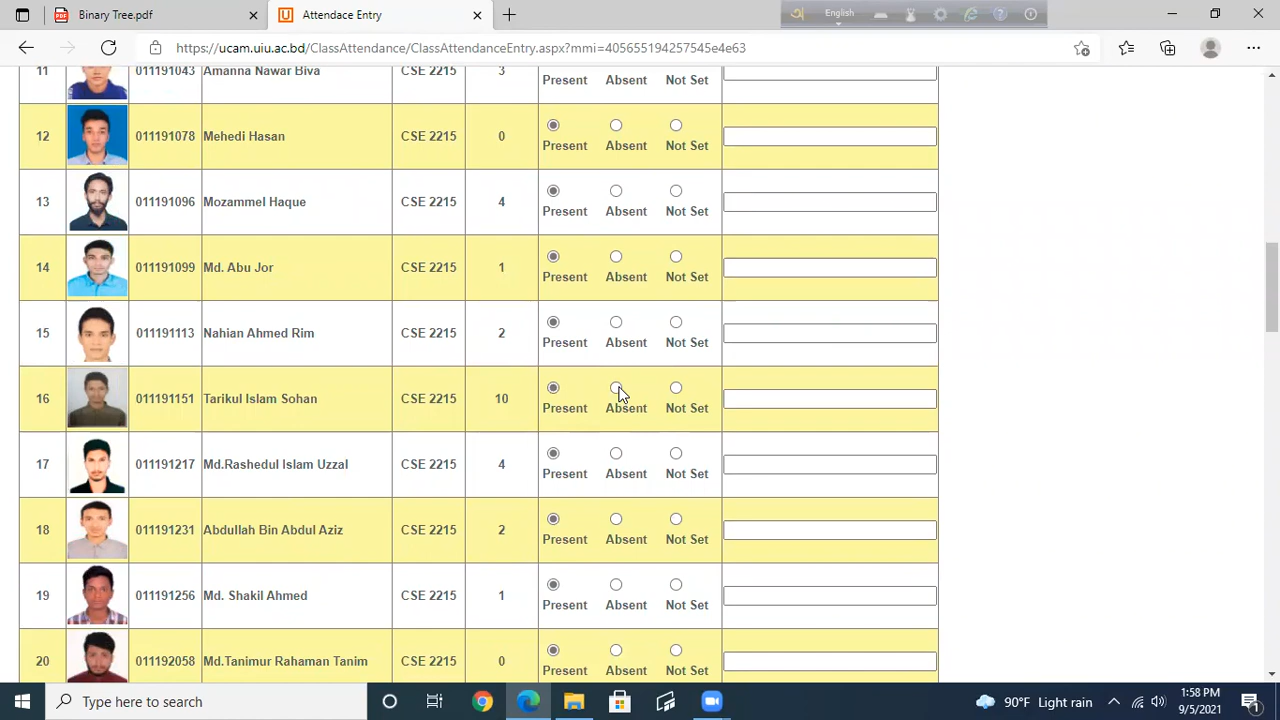 Binary Tree.pdf
Attendace Entry
English
https://ucam.uiu.ac.bd/ClassAttendance/ClassAttendanceEntry.aspx?mmi=405655194257545e4e63
11 011191043 Amanna Nawar Biva CSE 2215 3 Present Absent Not Set
12 011191078 Mehedi Hasan CSE 2215 0 Present Absent Not Set
13 011191096 Mozammel Haque CSE 2215 4 Present Absent Not Set
14 011191099 Md. Abu Jor CSE 2215 1 Present Absent Not Set
15 011191113 Nahian Ahmed Rim CSE 2215 2 Present Absent Not Set
16 011191151 Tarikul Islam Sohan CSE 2215 10 Present Absent Not Set
17 011191217 Md.Rashedul Islam Uzzal CSE 2215 4 Present Absent Not Set
18 011191231 Abdullah Bin Abdul Aziz CSE 2215 2 Present Absent Not Set
19 011191256 Md. Shakil Ahmed CSE 2215 1 Present Absent Not Set
20 011192058 Md.Tanimur Rahaman Tanim CSE 2215 0 Present Absent Not Set
Type here to search
90°F Light rain
1:58 PM
9/5/2021